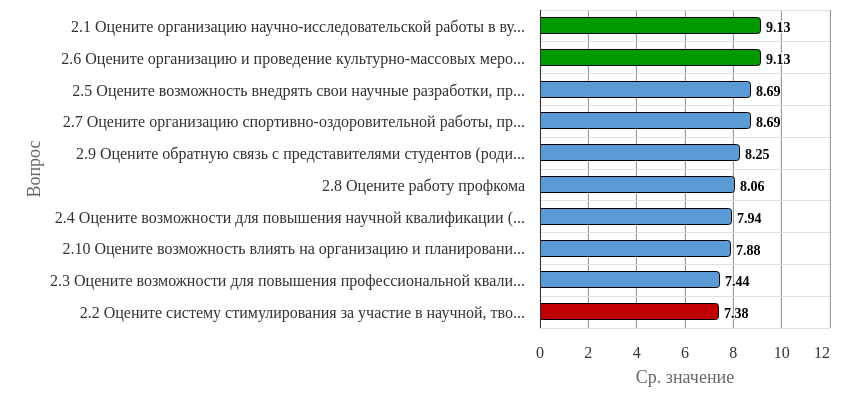 2.1 Оцените организацию научно-исследовательской работы в ву... 9.13
2.6 Оцените организацию и проведение культурно-массовых меро... 9.13
2.5 Оцените возможность внедрять свои научные разработки, пр... 8.69
2.7 Оцените организацию спортивно-оздоровительной работы, пр... 8.69
2.9 Оцените обратную связь с представителями студентов (роди... 8.25
2.8 Оцените работу профкома 8.06
2.4 Оцените возможности для повышения научной квалификации (... 7.94
2.10 Оцените возможность влиять на организацию и планировани... 7.88
2.3 Оцените возможности для повышения профессиональной квали... 7.44
2.2 Оцените систему стимулирования за участие в научной, тво... 7.38
Вопрос
0 2 4 6 8 10 12
Ср. значение